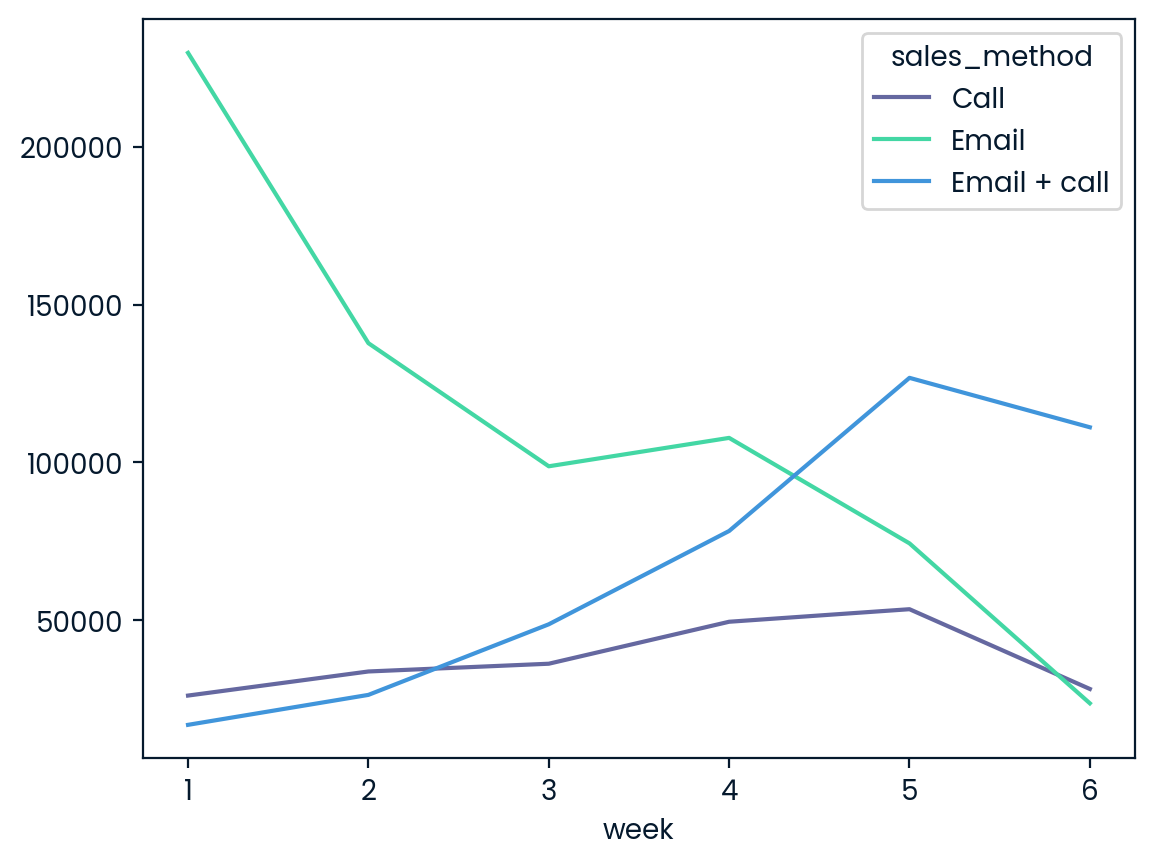 sales_method
Call
Email
Email + call
200000
150000
100000
50000
1 2 3 4 5 6
week